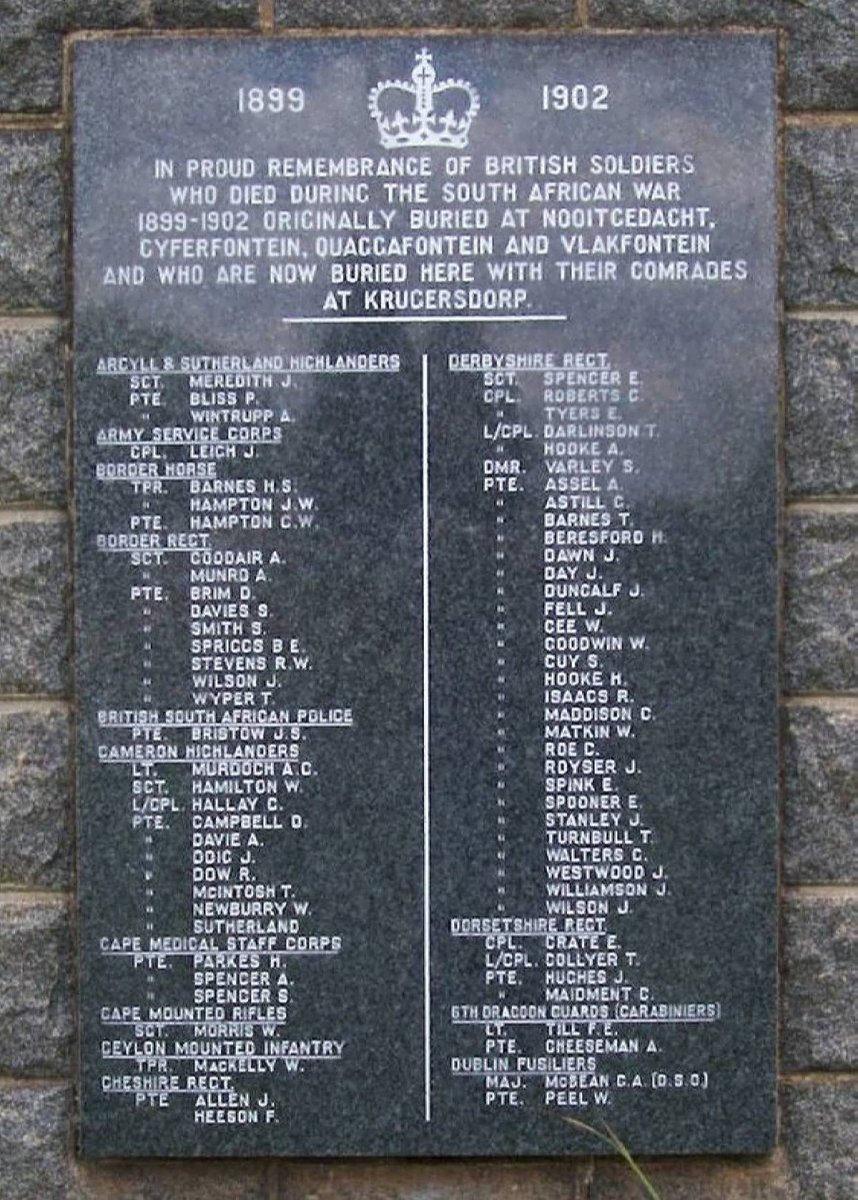 1899 1902
IN PROUD REMEMBRANCE OF BRITISH SOLDIERS
WHO DIED DURING THE SOUTH AFRICAN WAR
1899-1902 ORIGINALLY BURIED AT NOOITGEDACHT,
CYFERFONTEIN, QUAGGAFONTEIN AND VLAKFONTEIN
AND WHO ARE NOW BURIED HERE WITH THEIR COMRADES
AT KRUGERSDORP.
ARGYLL & SUTHERLAND HIGHLANDERS
SGT. MEREDITH J.
PTE. BLISS P.
" WINTRUPP A.
ARMY SERVICE CORPS
CPL. LEIGH J.
BORDER HORSE
TPR. BARNES H.S.
" HAMPTON J.W.
PTE. HAMPTON G.W.
BORDER REGT.
SGT. GOODAIR A.
" MUNRO A.
PTE. BRIM D.
" DAVIES S.
" SMITH S.
" SPRIGGS B E.
" STEVENS R.W.
" WILSON J.
" WYPER T.
BRITISH SOUTH AFRICAN POLICE
PTE. BRISTOW J.S.
CAMERON HIGHLANDERS
LT. MURDOCH A.C.
SGT. HAMILTON W.
L/CPL HALLAY G.
PTE. CAMPBELL D.
" DAVIE A.
" DOIG J.
" DOW R.
" McINTOSH T.
" NEWBURRY W.
" SUTHERLAND
CAPE MEDICAL STAFF CORPS
PTE. PARKES H.
" SPENCER A.
" SPENCER S.
CAPE MOUNTED RIFLES
SGT. MORRIS W.
CEYLON MOUNTED INFANTRY
TPR. MacKELLY W.
CHESHIRE REGT.
PTE ALLEN J.
HEESON F.
DERBYSHIRE REGT.
SGT. SPENCER E.
CPL. ROBERTS C.
" TYERS E.
L/CPL. DARLINSON T.
" HOOKE A.
DMR. VARLEY S.
PTE. ASSEL A.
" ASTILL C.
" BARNES T.
" BERESFORD H.
" DAWN J.
" DAY J.
" DUNCALF J.
" FELL J.
" GEE W.
" GOODWIN W.
" GUY S.
" HOOKE H.
" ISAACS R.
" MADDISON C.
" MATKIN W.
" ROE C.
" ROYSER J.
" SPINK E.
" SPOONER E.
" STANLEY J.
" TURNBULL T.
" WALTERS G.
" WESTWOOD J.
" WILLIAMSON J.
" WILSON J.
DORSETSHIRE REGT
CPL. CRATE E.
L/CPL. COLLYER T.
PTE. HUGHES J.
" MAIDMENT C.
6TH DRAGOON GUARDS (CARABINIERS)
LT. TILL F.E.
PTE. CHEESEMAN A.
DUBLIN FUSILIERS
MAJ. McBEAN C.A. (D.S.O.)
PTE. PEEL W.